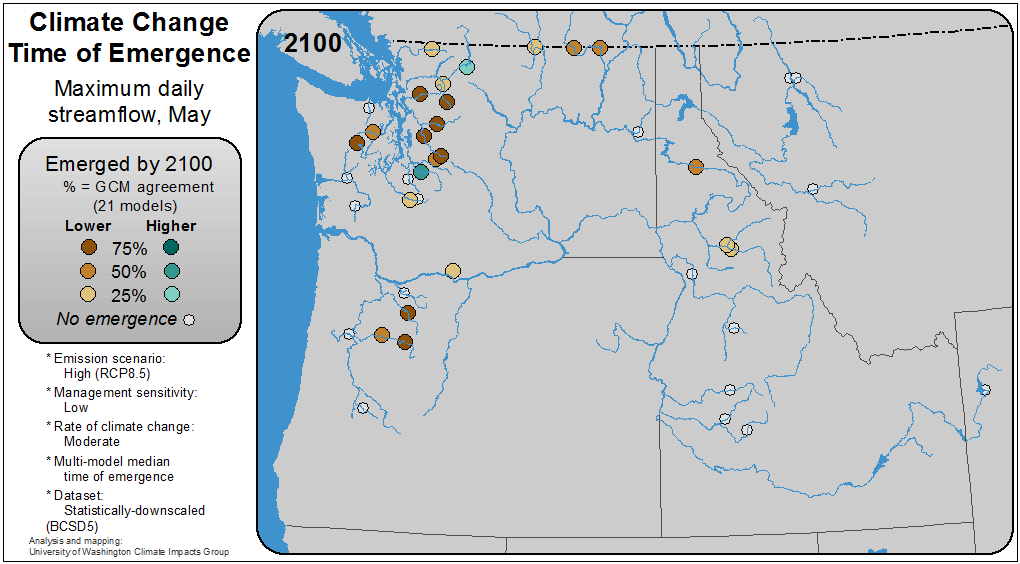 Climate Change
Time of Emergence
Maximum daily
streamflow, May
Emerged by 2100
% = GCM agreement
(21 models)
Lower Higher
75%
50%
25%
No emergence
* Emission scenario:
High (RCP8.5)
* Management sensitivity:
Low
* Rate of climate change:
Moderate
* Multi-model median
time of emergence
* Dataset:
Statistically-downscaled
(BCSD5)
Analysis and mapping:
University of Washington Climate Impacts Group
2100